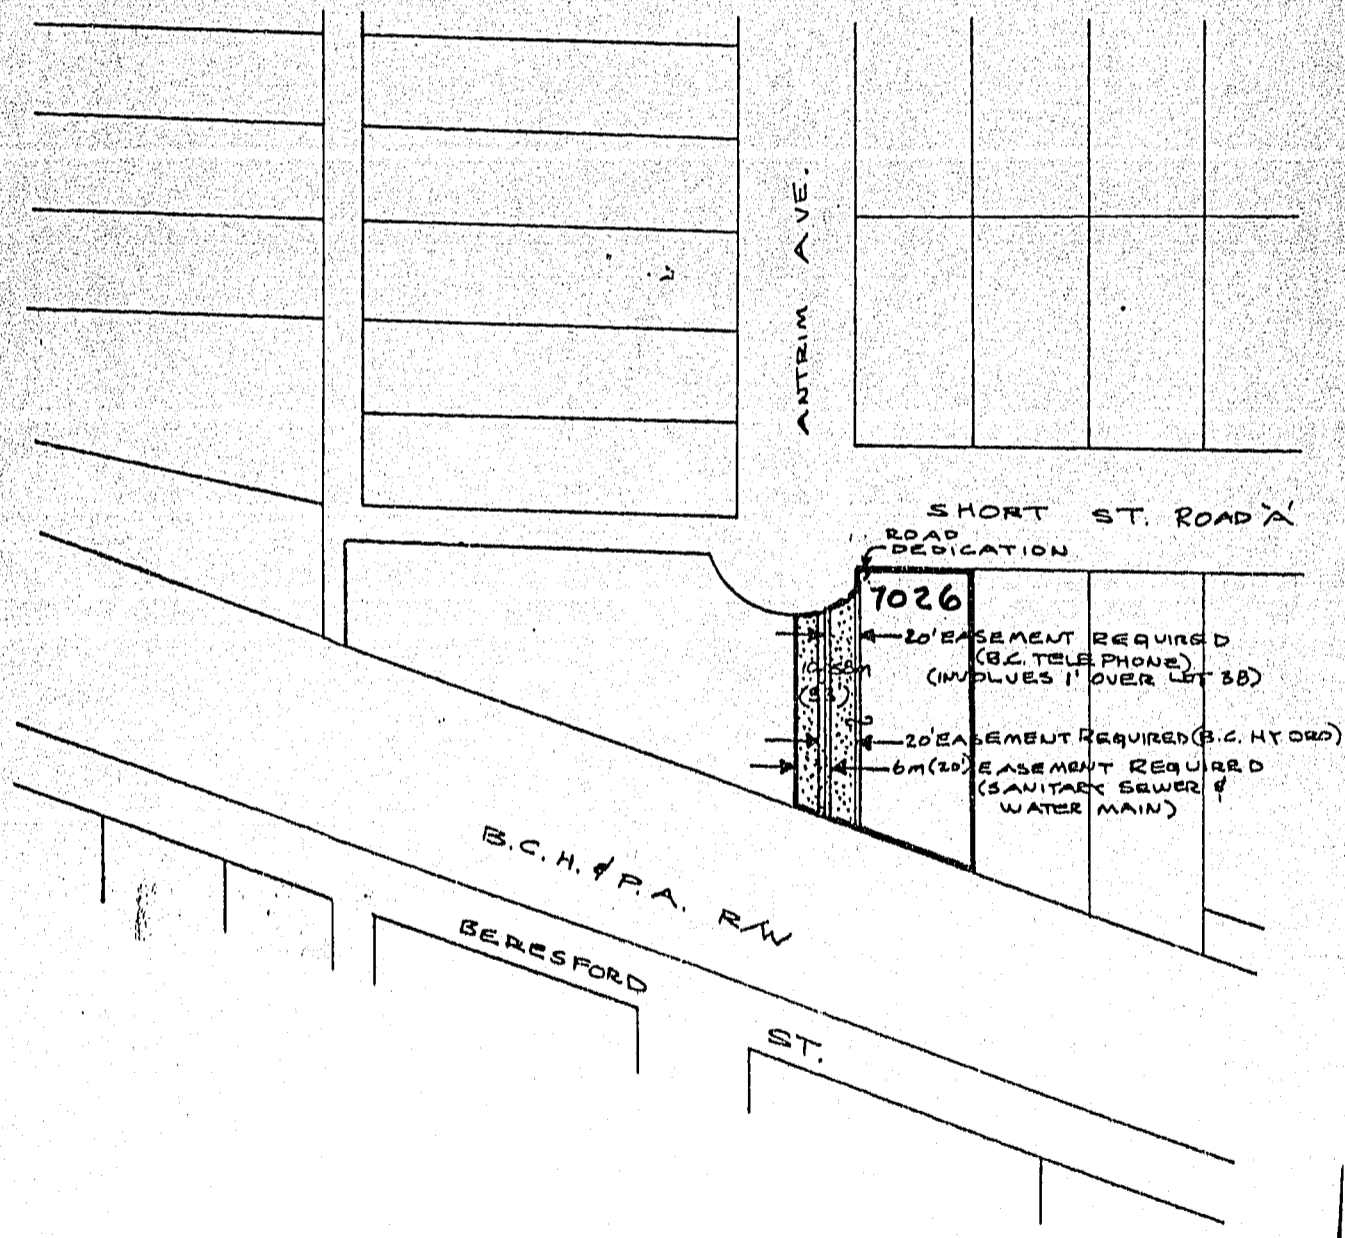 ANTRIM AVE.
SHORT ST. ROAD 'A'
ROAD
DEDICATION
7026
20' EASEMENT REQUIRED
(B.C. TELEPHONE)
(INVOLVES 1' OVER LOT 38)
20' EASEMENT REQUIRED (B.C. HYDRO)
6m (20') EASEMENT REQUIRED
(SANITARY SEWER &
WATER MAIN)
B.C.H. & P.A. R/W
BERESFORD
ST.